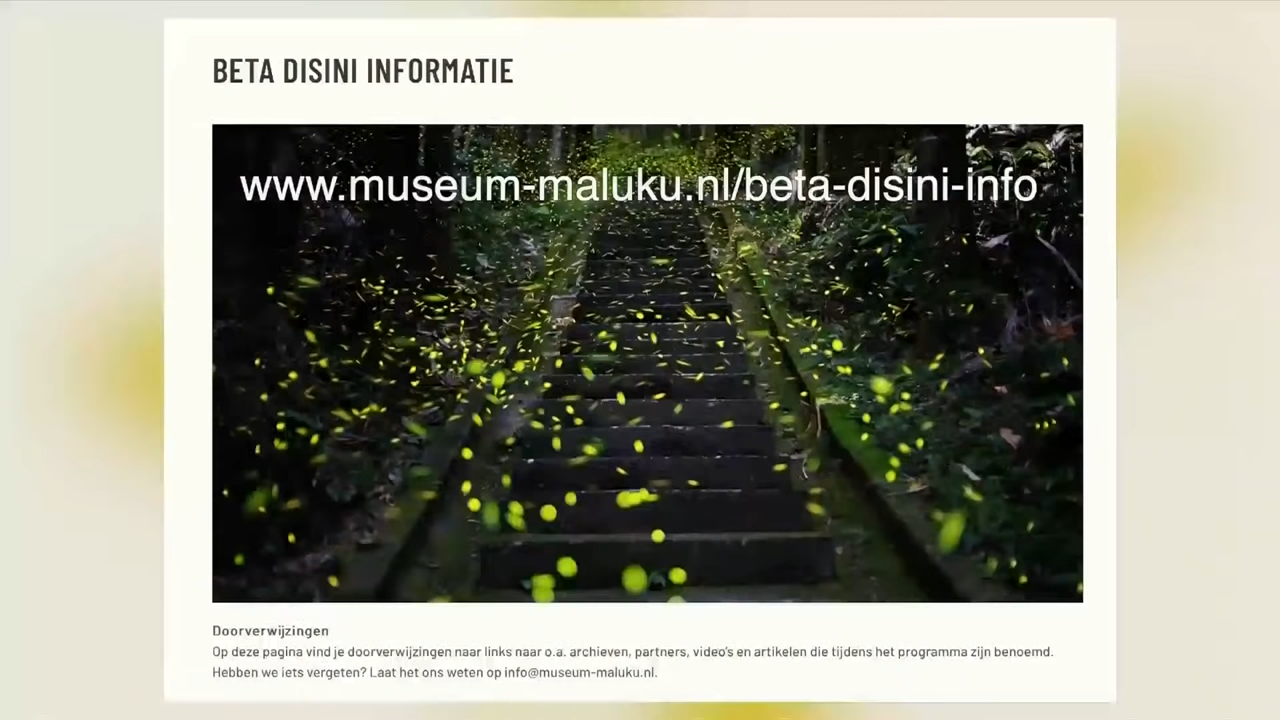 BETA DISINI INFORMATIE
www.museum-maluku.nl/beta-disini-info
Doorverwijzingen
Op deze pagina vind je doorverwijzingen naar links naar o.a. archieven, partners, video's en artikelen die tijdens het programma zijn benoemd.
Hebben we iets vergeten? Laat het ons weten op info@museum-maluku.nl.